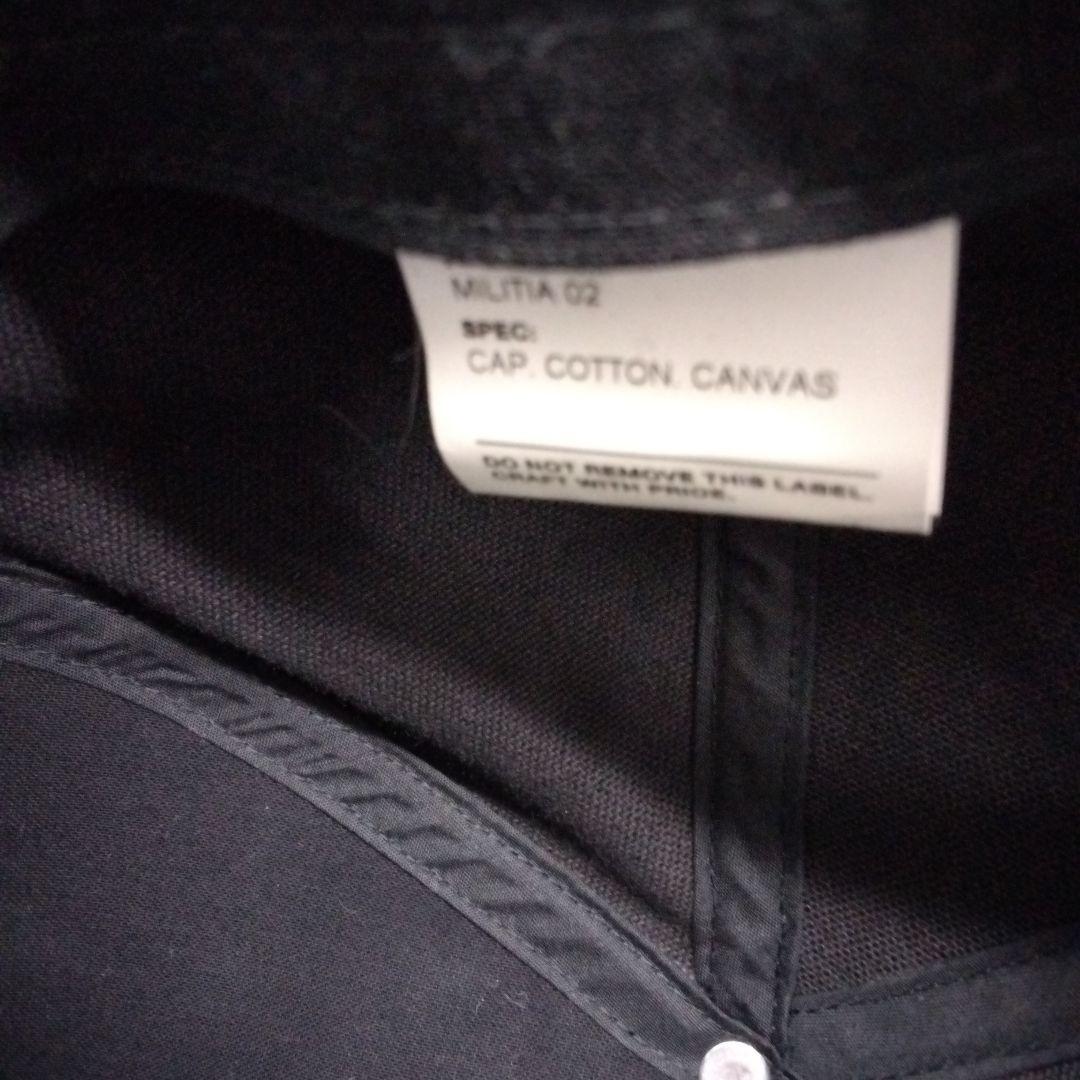 MILITIA 02
SPEC:
CAP. COTTON. CANVAS
DO NOT REMOVE THIS LABEL.
CRAFT WITH PRIDE.